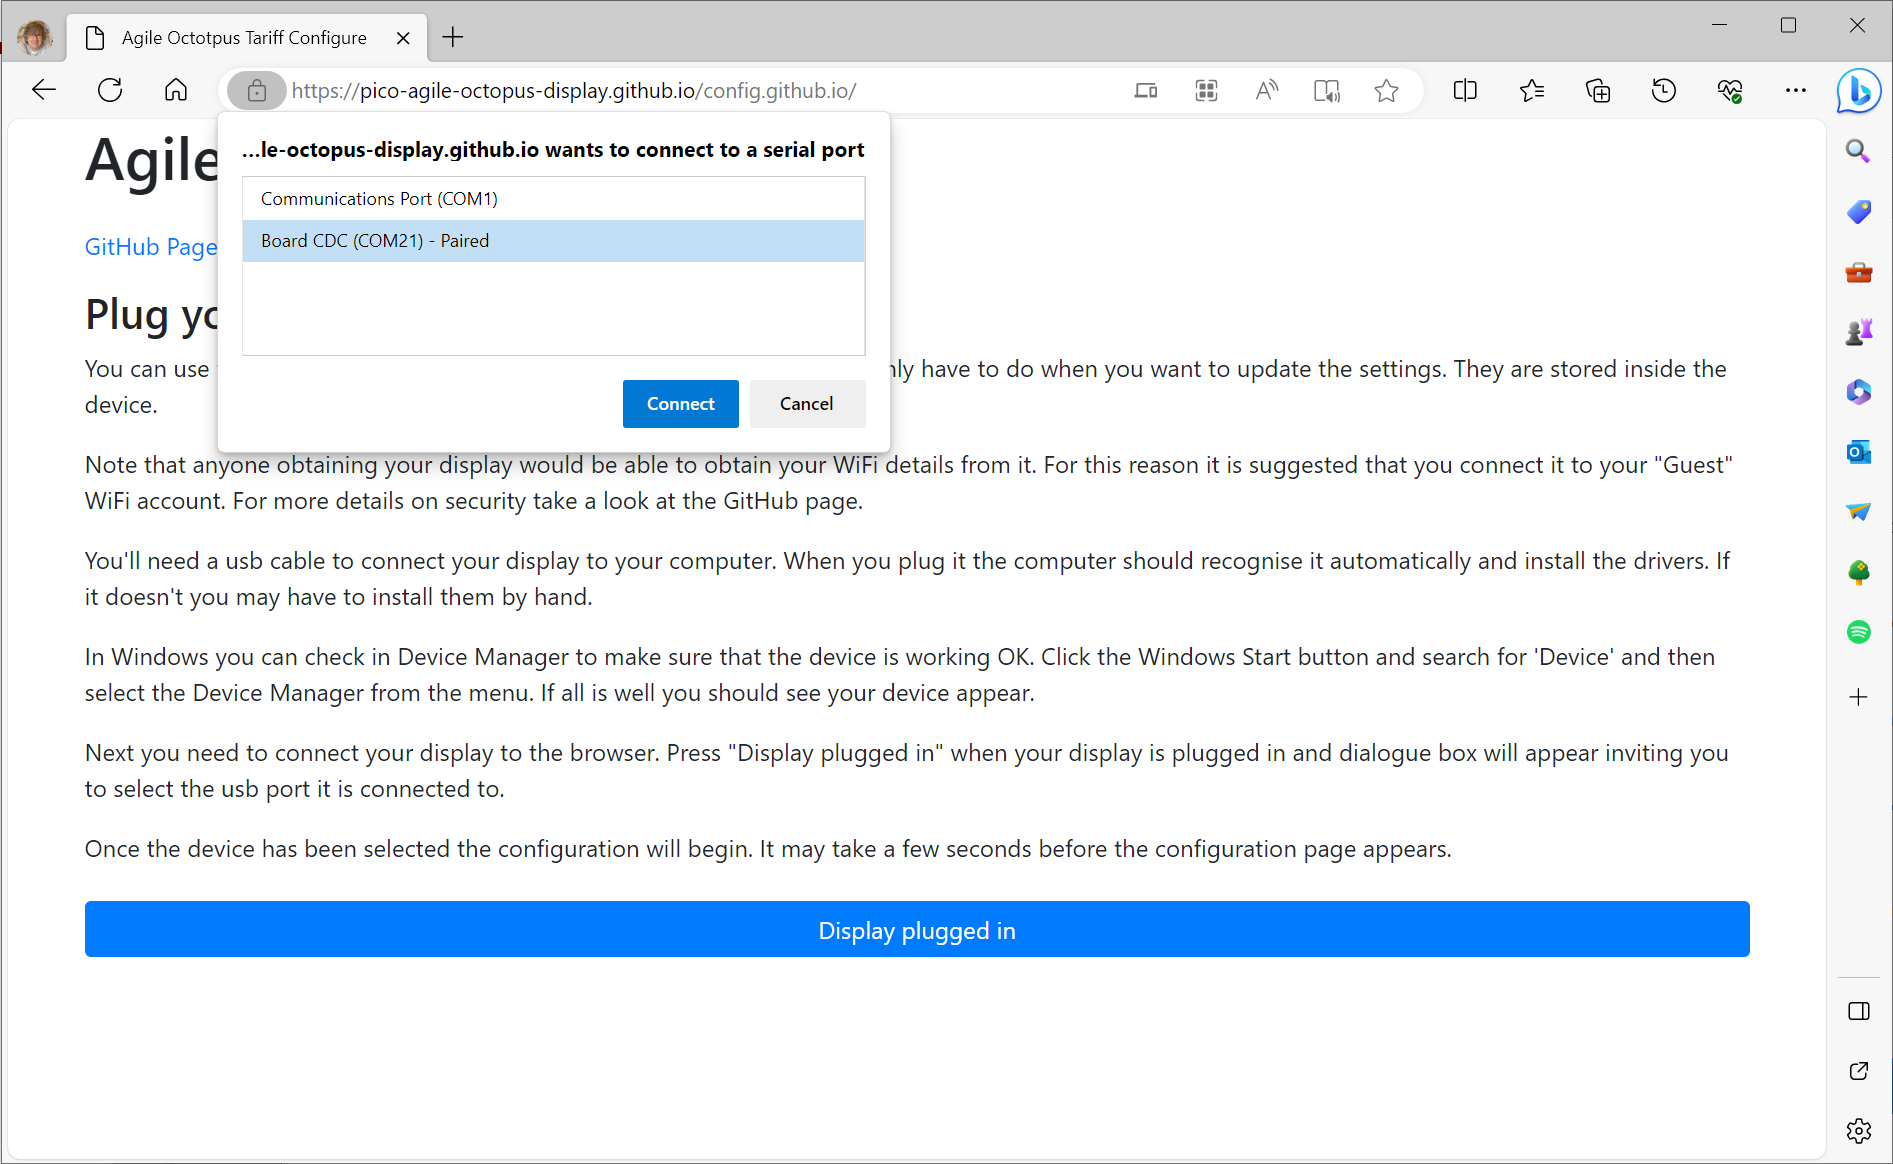 Agile Octotpus Tariff Configure
https://pico-agile-octopus-display.github.io/config.github.io/
...le-octopus-display.github.io wants to connect to a serial port
Communications Port (COM1)
Board CDC (COM21) - Paired
Connect
Cancel
Agile
GitHub Page
Plug yo
You can use
only have to do when you want to update the settings. They are stored inside the
device.
Note that anyone obtaining your display would be able to obtain your WiFi details from it. For this reason it is suggested that you connect it to your "Guest"
WiFi account. For more details on security take a look at the GitHub page.
You'll need a usb cable to connect your display to your computer. When you plug it the computer should recognise it automatically and install the drivers. If
it doesn't you may have to install them by hand.
In Windows you can check in Device Manager to make sure that the device is working OK. Click the Windows Start button and search for 'Device' and then
select the Device Manager from the menu. If all is well you should see your device appear.
Next you need to connect your display to the browser. Press "Display plugged in" when your display is plugged in and dialogue box will appear inviting you
to select the usb port it is connected to.
Once the device has been selected the configuration will begin. It may take a few seconds before the configuration page appears.
Display plugged in